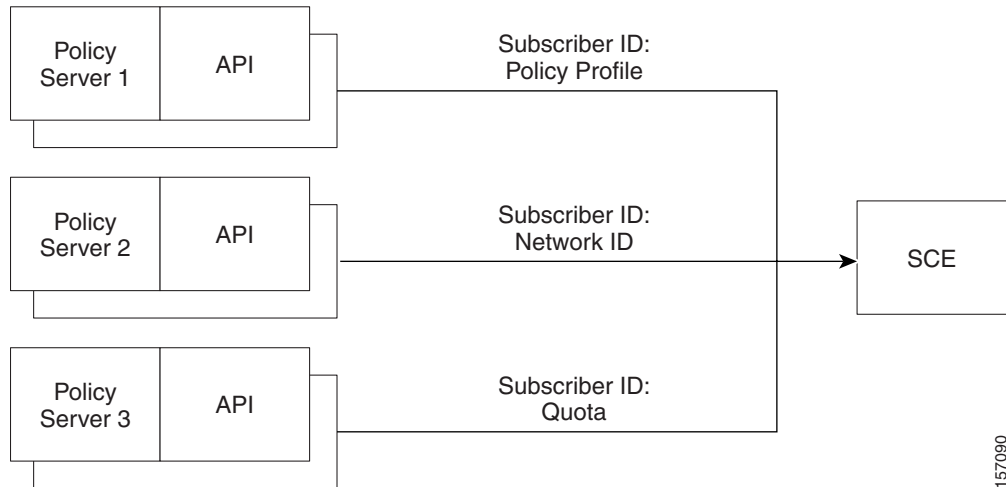 Policy
Server 1
API
Subscriber ID:
Policy Profile
Policy
Server 2
API
Subscriber ID:
Network ID
SCE
Policy
Server 3
API
Subscriber ID:
Quota
157090